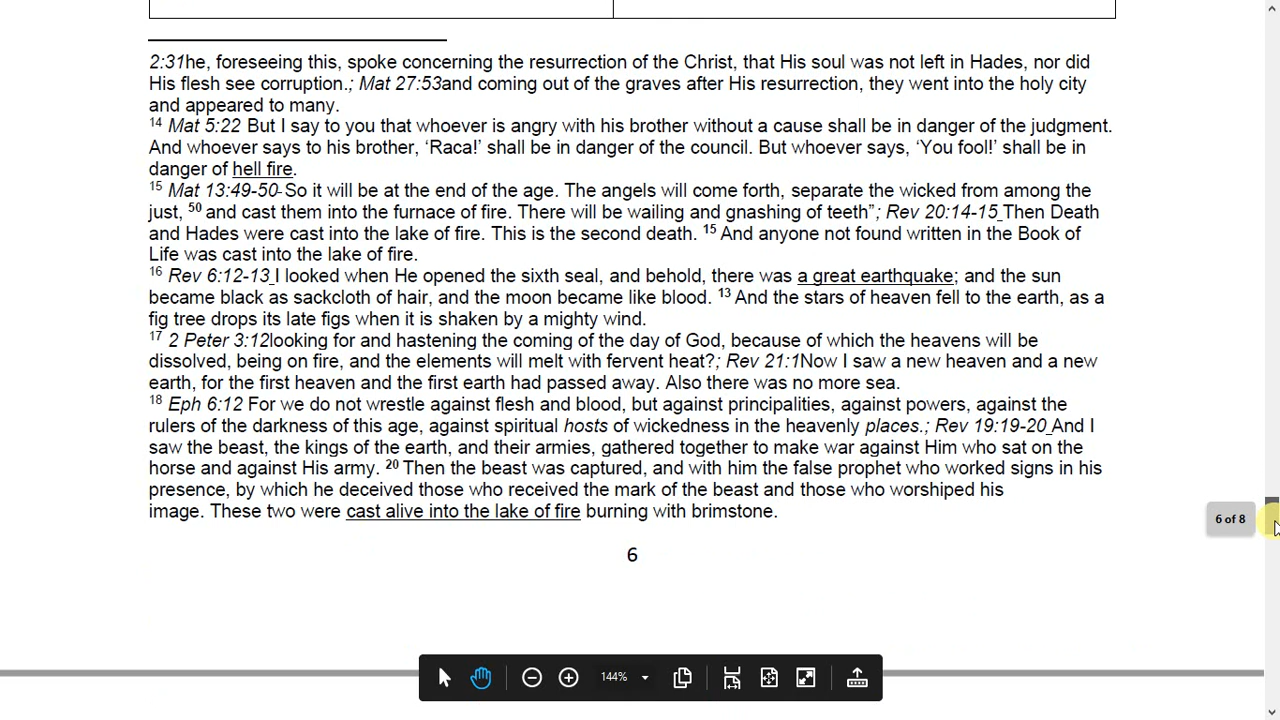 2:31he, foreseeing this, spoke concerning the resurrection of the Christ, that His soul was not left in Hades, nor did
His flesh see corruption.; Mat 27:53and coming out of the graves after His resurrection, they went into the holy city
and appeared to many.
14 Mat 5:22 But I say to you that whoever is angry with his brother without a cause shall be in danger of the judgment.
And whoever says to his brother, ‘Raca!’ shall be in danger of the council. But whoever says, ‘You fool!’ shall be in
danger of hell fire.
15 Mat 13:49-50 So it will be at the end of the age. The angels will come forth, separate the wicked from among the
just, 50 and cast them into the furnace of fire. There will be wailing and gnashing of teeth”; Rev 20:14-15 Then Death
and Hades were cast into the lake of fire. This is the second death. 15 And anyone not found written in the Book of
Life was cast into the lake of fire.
16 Rev 6:12-13 I looked when He opened the sixth seal, and behold, there was a great earthquake; and the sun
became black as sackcloth of hair, and the moon became like blood. 13 And the stars of heaven fell to the earth, as a
fig tree drops its late figs when it is shaken by a mighty wind.
17 2 Peter 3:12looking for and hastening the coming of the day of God, because of which the heavens will be
dissolved, being on fire, and the elements will melt with fervent heat?; Rev 21:1Now I saw a new heaven and a new
earth, for the first heaven and the first earth had passed away. Also there was no more sea.
18 Eph 6:12 For we do not wrestle against flesh and blood, but against principalities, against powers, against the
rulers of the darkness of this age, against spiritual hosts of wickedness in the heavenly places.; Rev 19:19-20 And I
saw the beast, the kings of the earth, and their armies, gathered together to make war against Him who sat on the
horse and against His army. 20 Then the beast was captured, and with him the false prophet who worked signs in his
presence, by which he deceived those who received the mark of the beast and those who worshiped his
image. These two were cast alive into the lake of fire burning with brimstone.
6 of 8
6
144%